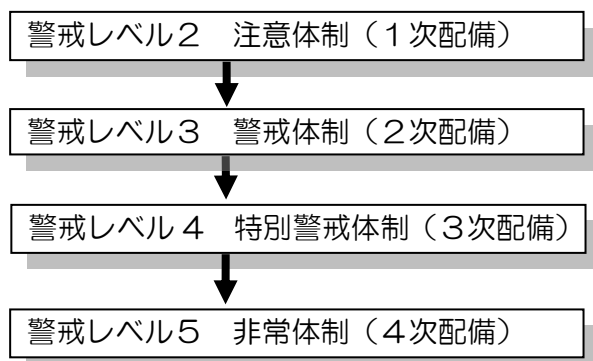 警戒レベル２　注意体制（１次配備）
警戒レベル３　警戒体制（２次配備）
警戒レベル４　特別警戒体制（３次配備）
警戒レベル５　非常体制（４次配備）